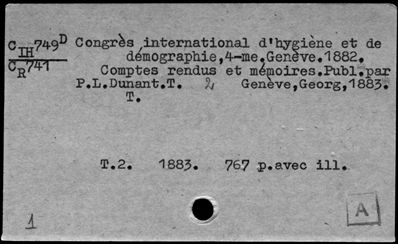 C IH 749 D Congrès international d'hygiène et de
C R 741 démographie,4-me.Genève.1882.
Comptes rendus et mémoires.Publ.par
P.L.Dunant.T. 2 Genève,Georg,1883.
T.
T.2. 1883. 767 p.avec ill.
1
A